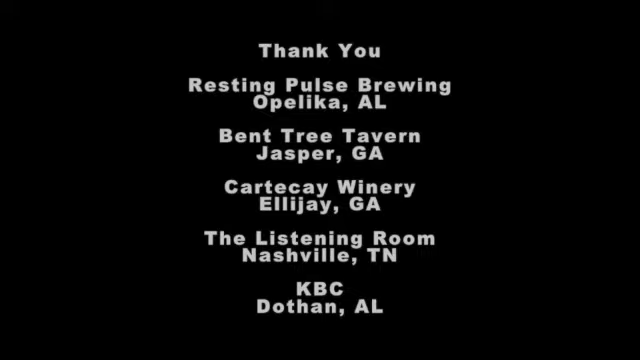 Thank You
Resting Pulse Brewing
Opelika, AL
Bent Tree Tavern
Jasper, GA
Cartecay Winery
Ellijay, GA
The Listening Room
Nashville, TN
KBC
Dothan, AL